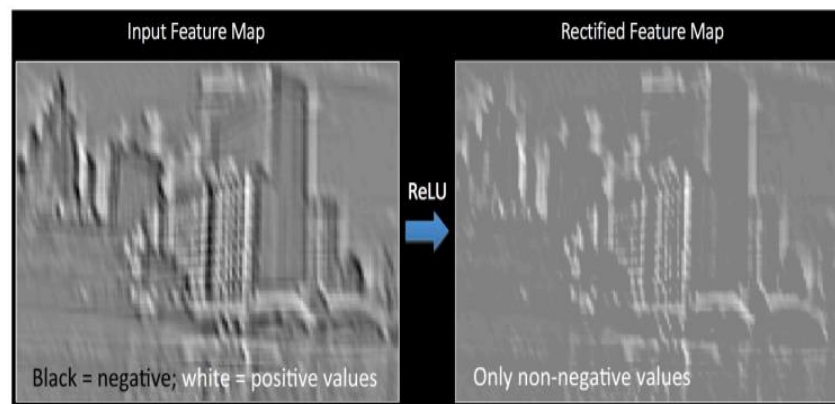 Input Feature Map
Rectified Feature Map
ReLU
Black = negative; white = positive values
Only non-negative values